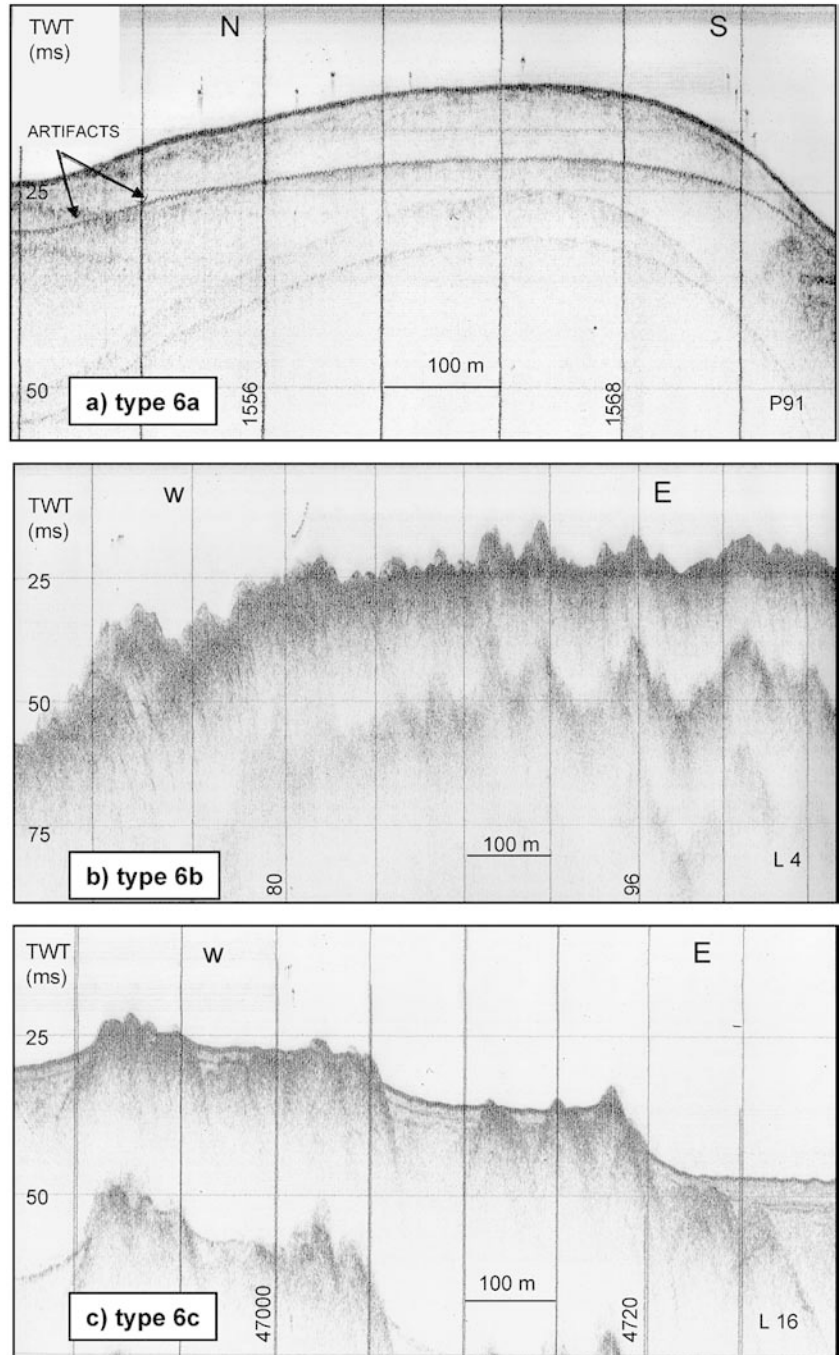 TWT
(ms)
N
S
ARTIFACTS
25
50
100 m
a) type 6a
1556
1568
P91
TWT
(ms)
W
E
25
50
75
100 m
b) type 6b
80
96
L 4
TWT
(ms)
W
E
25
50
100 m
c) type 6c
47000
4720
L 16